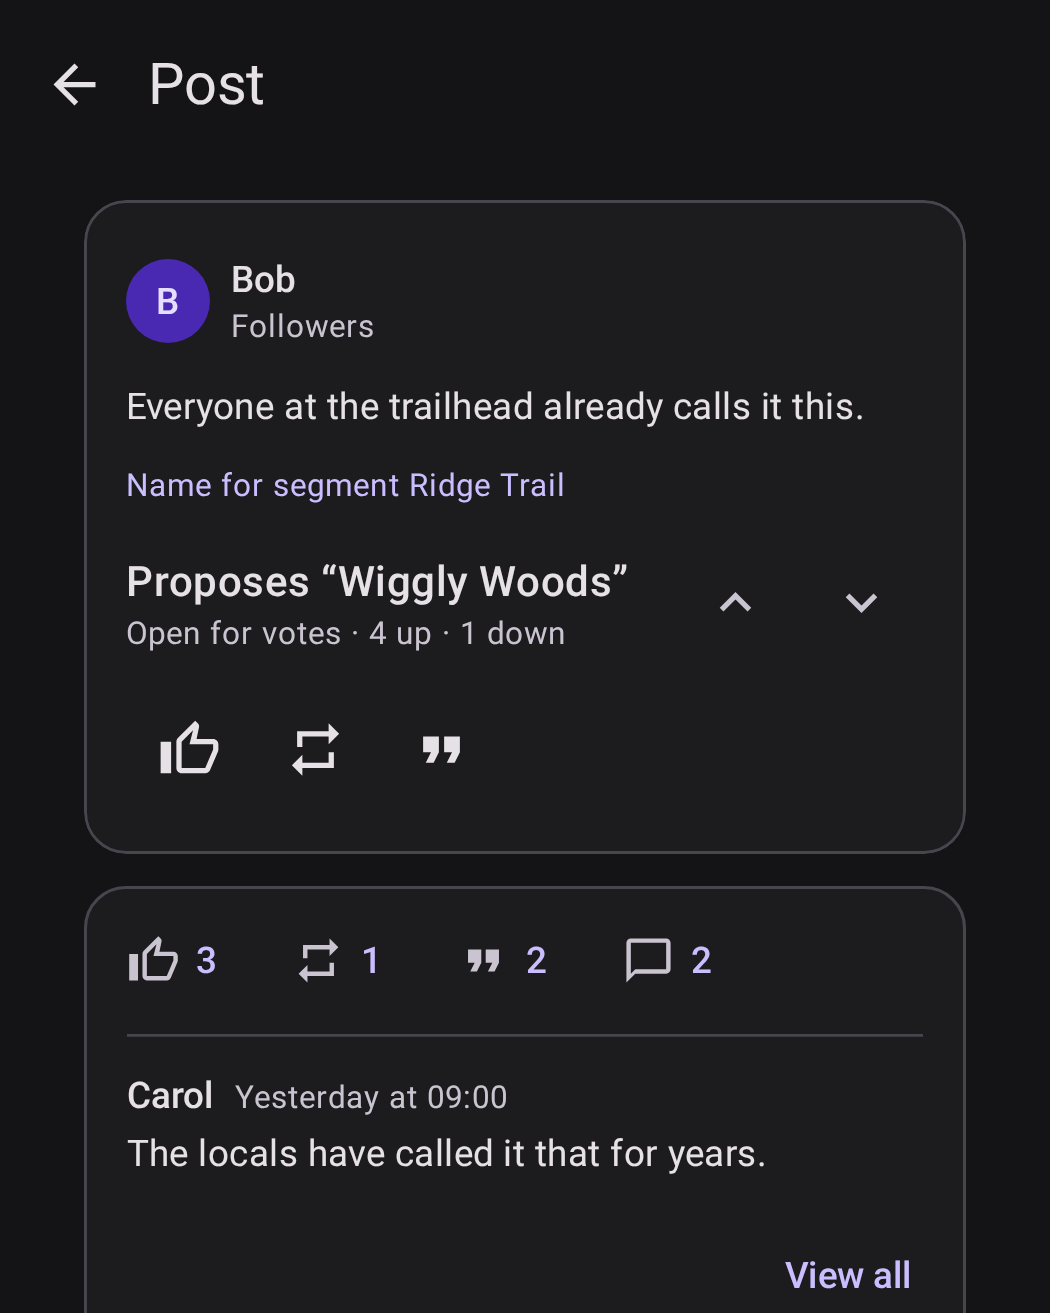 Post
B
Bob
Followers
Everyone at the trailhead already calls it this.
Name for segment Ridge Trail
Proposes “Wiggly Woods”
Open for votes · 4 up · 1 down
3 1 2 2
Carol Yesterday at 09:00
The locals have called it that for years.
View all